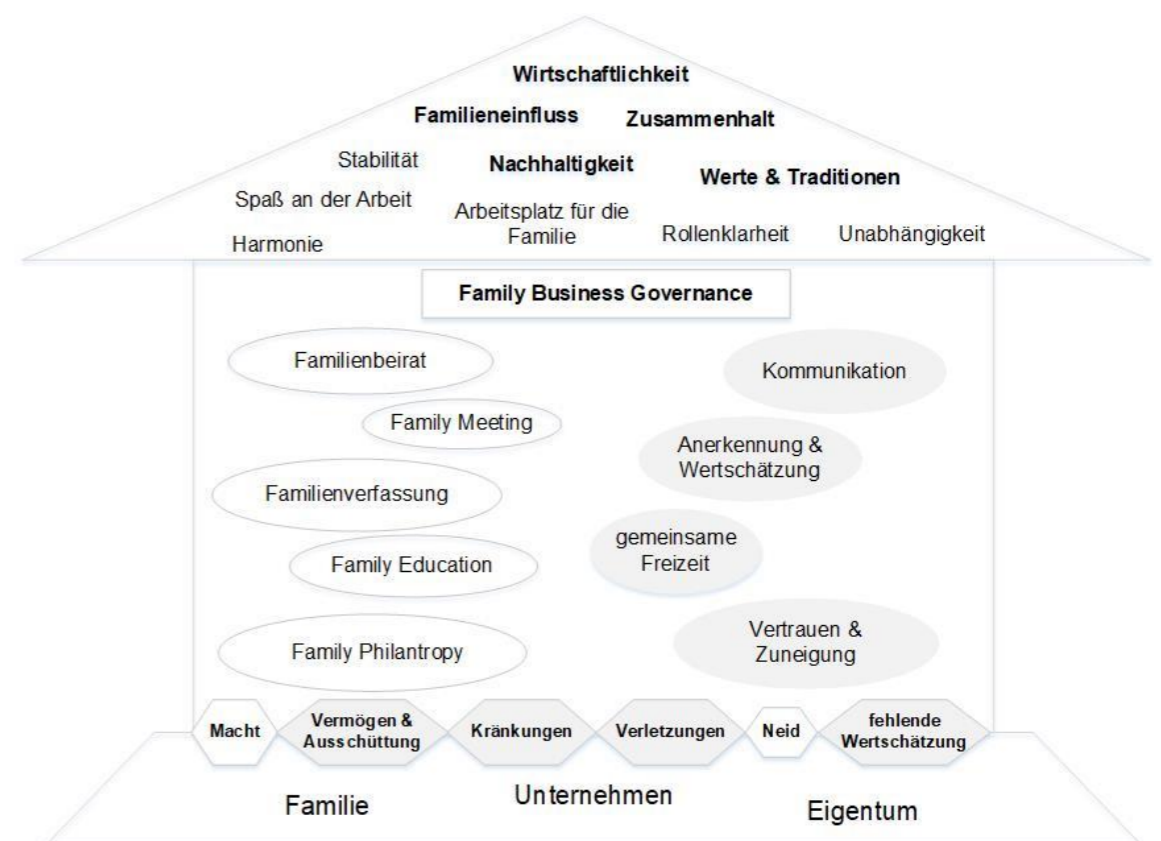 Wirtschaftlichkeit
Familieneinfluss
Zusammenhalt
Stabilität
Nachhaltigkeit
Werte & Traditionen
Spaß an der Arbeit
Arbeitsplatz für die
Familie
Harmonie
Rollenklarheit
Unabhängigkeit
Family Business Governance
Familienbeirat
Kommunikation
Family Meeting
Anerkennung &
Wertschätzung
Familienverfassung
gemeinsame
Freizeit
Family Education
Vertrauen &
Zuneigung
Family Philantropy
Macht
Vermögen &
Ausschüttung
Kränkungen
Verletzungen
Neid
fehlende
Wertschätzung
Familie
Unternehmen
Eigentum